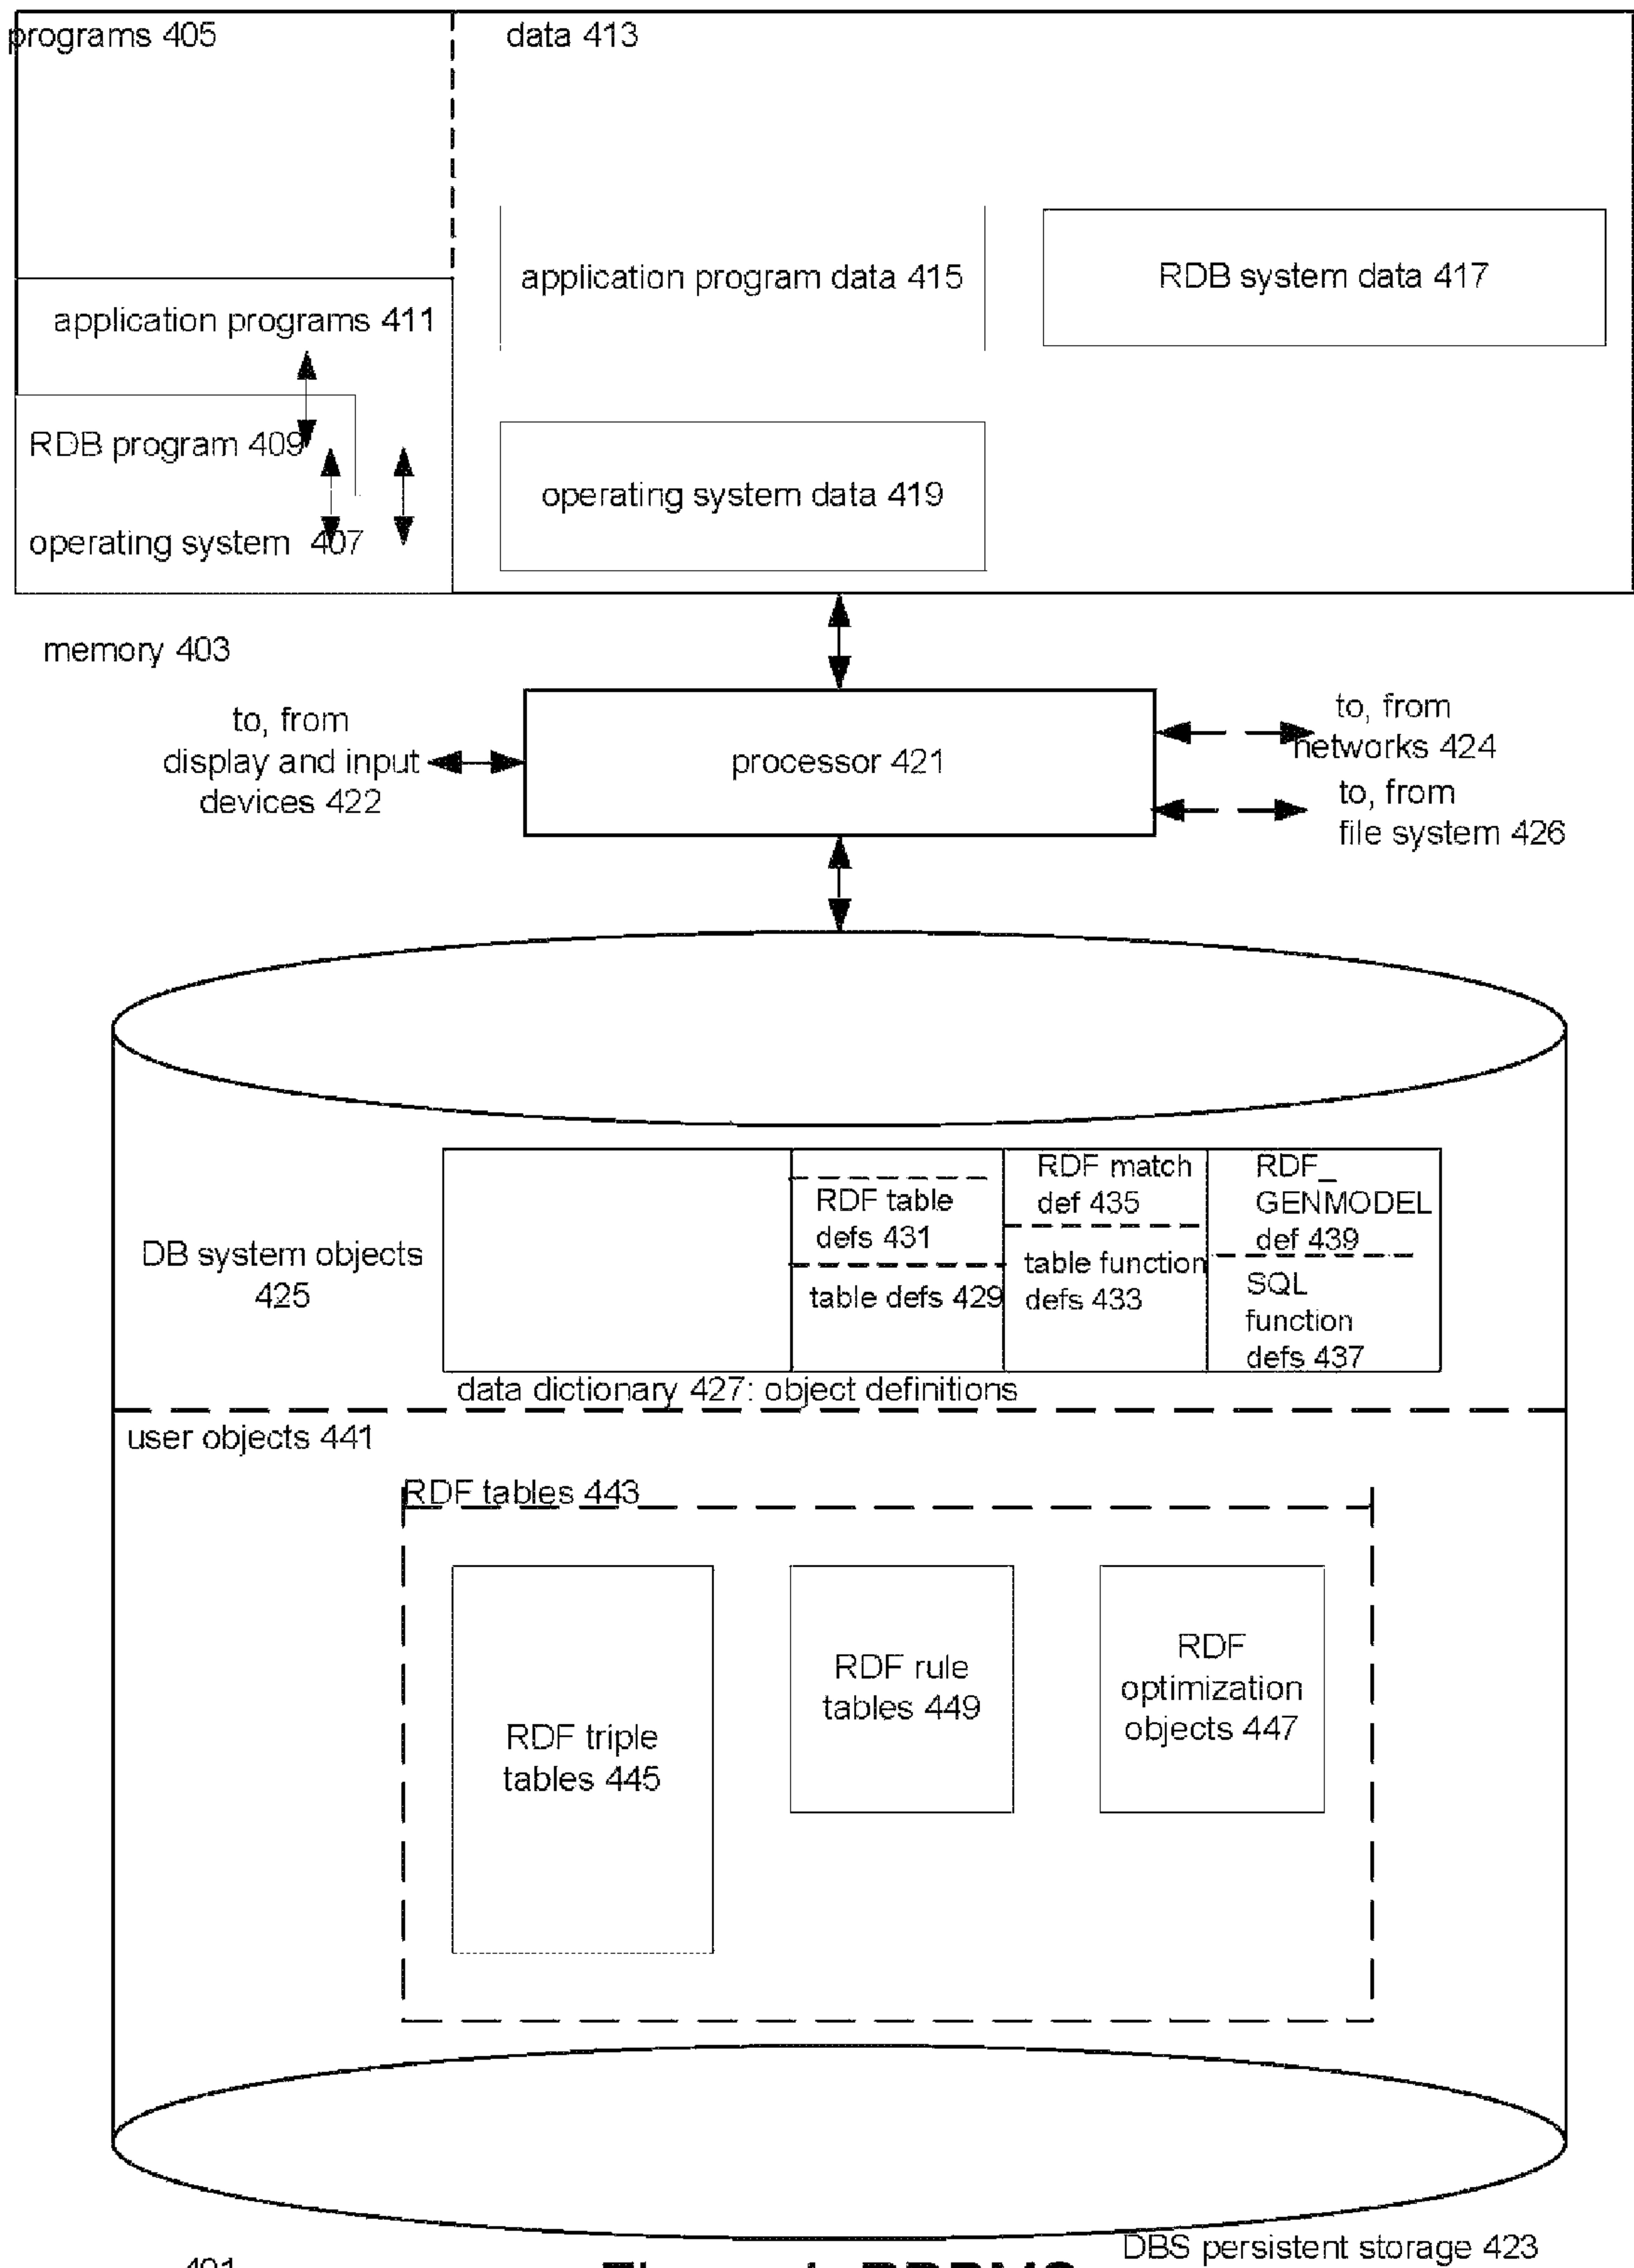 programs 405
data 413
application program data 415
RDB system data 417
application programs 411
RDB program 409
operating system data 419
operating system 407
memory 403
to, from
display and input
devices 422
processor 421
to, from
networks 424
to, from
file system 426
DB system objects
425
RDF table
defs 431
table defs 429
RDF match
def 435
table function
defs 433
RDF_
GENMODEL
def 439
SQL
function
defs 437
data dictionary 427: object definitions
user objects 441
RDF tables 443
RDF triple
tables 445
RDF rule
tables 449
RDF
optimization
objects 447
DBS persistent storage 423